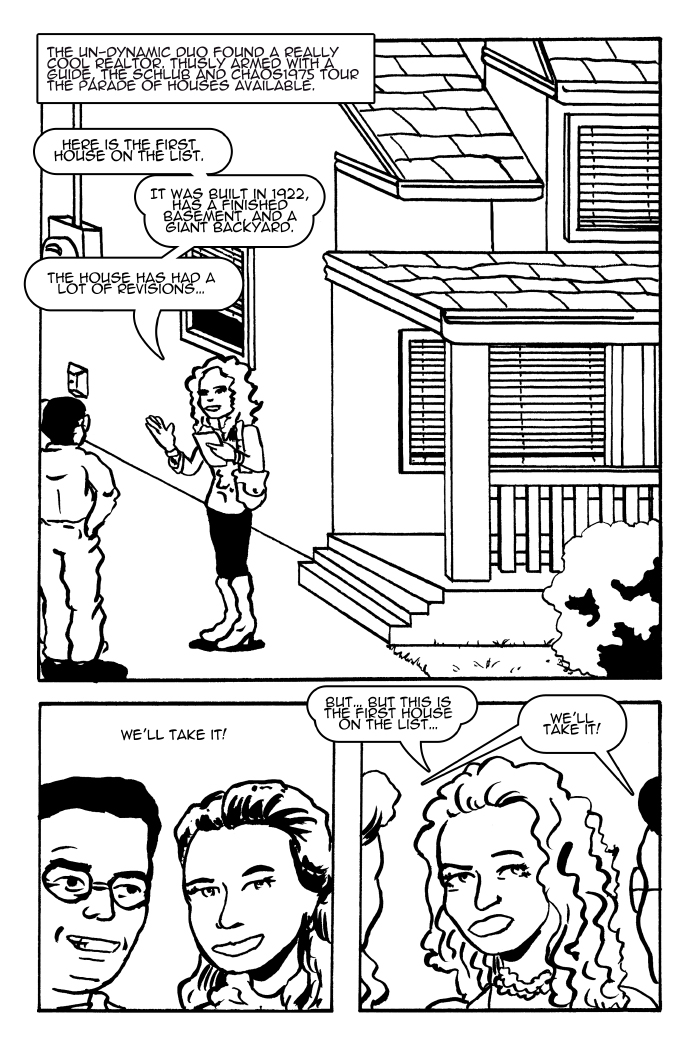 THE UN-DYNAMIC DUO FOUND A REALLY
COOL REALTOR. THUSLY ARMED WITH A
GUIDE, THE SCHLUB AND CHAOS1975 TOUR
THE PARADE OF HOUSES AVAILABLE.
HERE IS THE FIRST
HOUSE ON THE LIST.
IT WAS BUILT IN 1922,
HAS A FINISHED
BASEMENT, AND A
GIANT BACKYARD.
THE HOUSE HAS HAD A
LOT OF REVISIONS...
WE'LL TAKE IT!
BUT... BUT THIS IS
THE FIRST HOUSE
ON THE LIST...
WE'LL
TAKE IT!